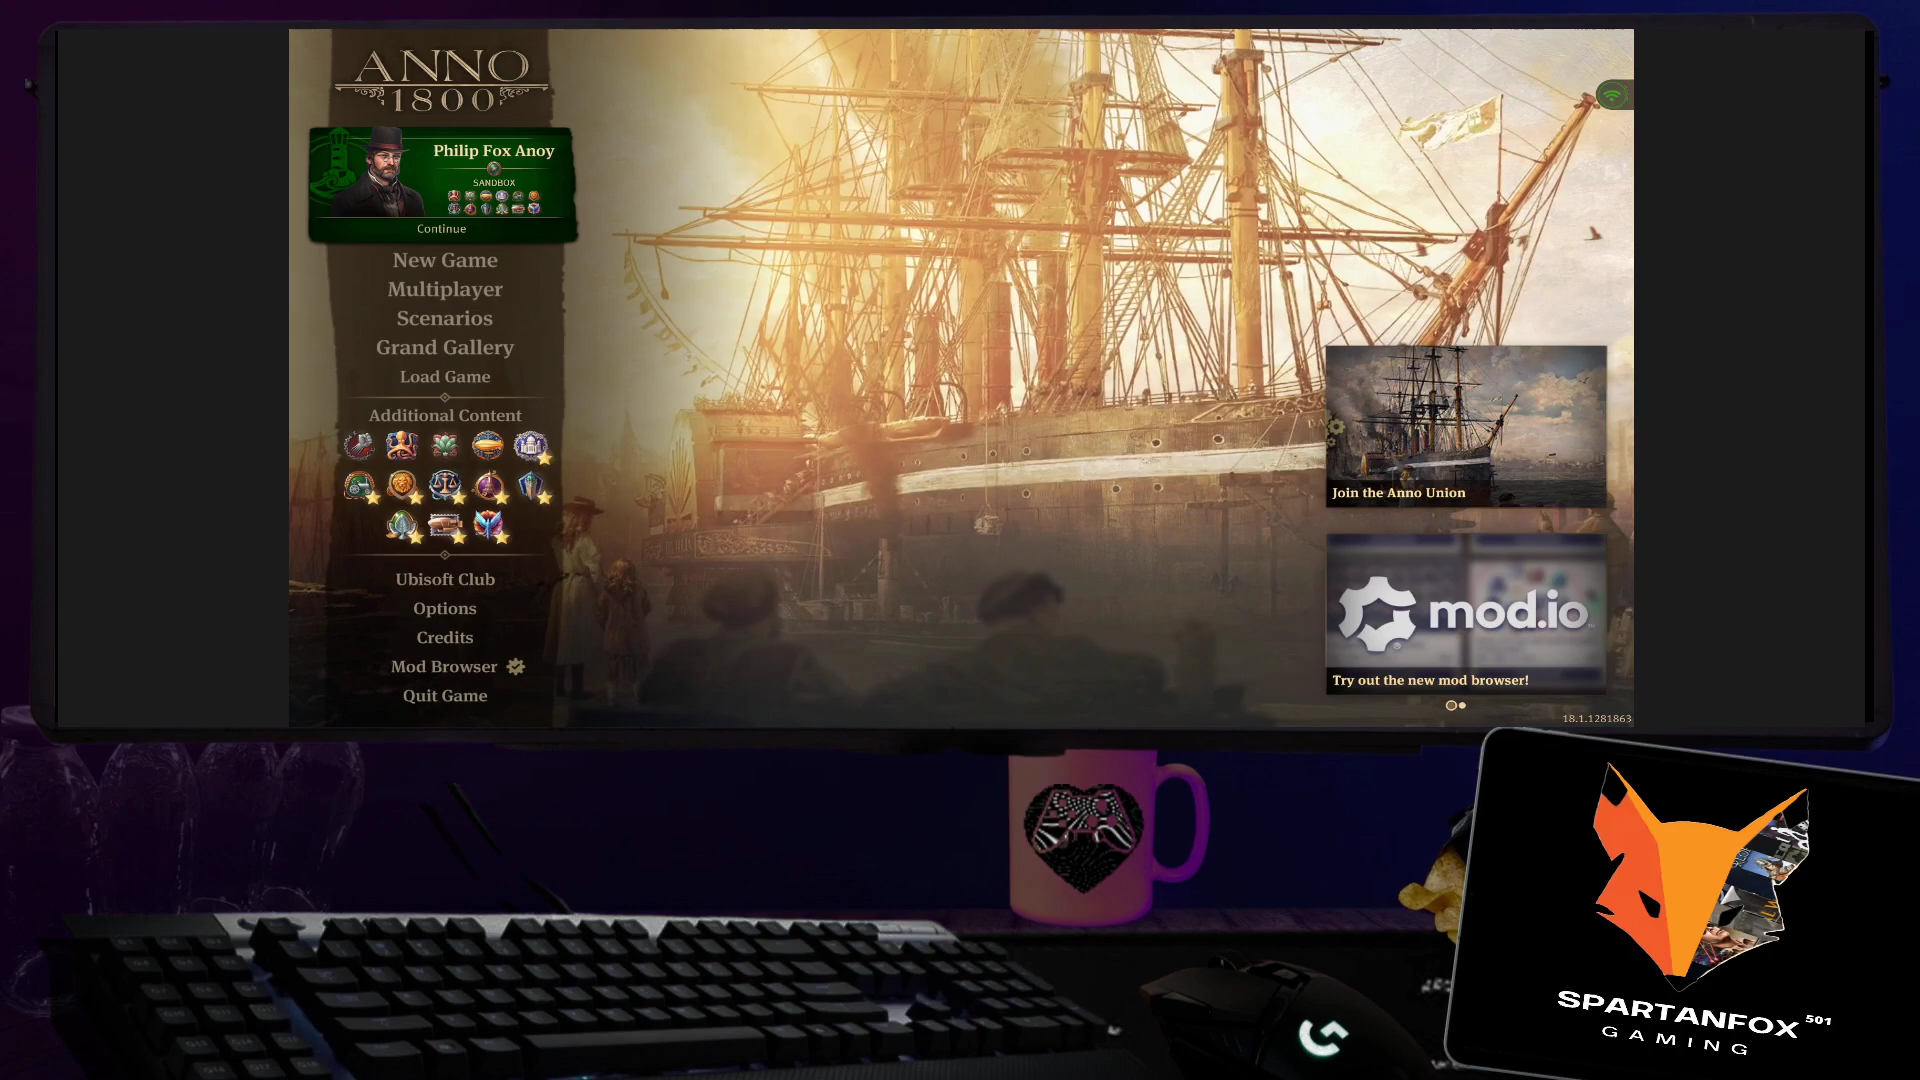 ANNO
1800
Philip Fox Anoy
SANDBOX
Continue
New Game
Multiplayer
Scenarios
Grand Gallery
Load Game
Additional Content
Ubisoft Club
Options
Credits
Mod Browser
Quit Game
Join the Anno Union
mod.io
Try out the new mod browser!
18.1.1281863
SPARTANFOX 501
GAMING